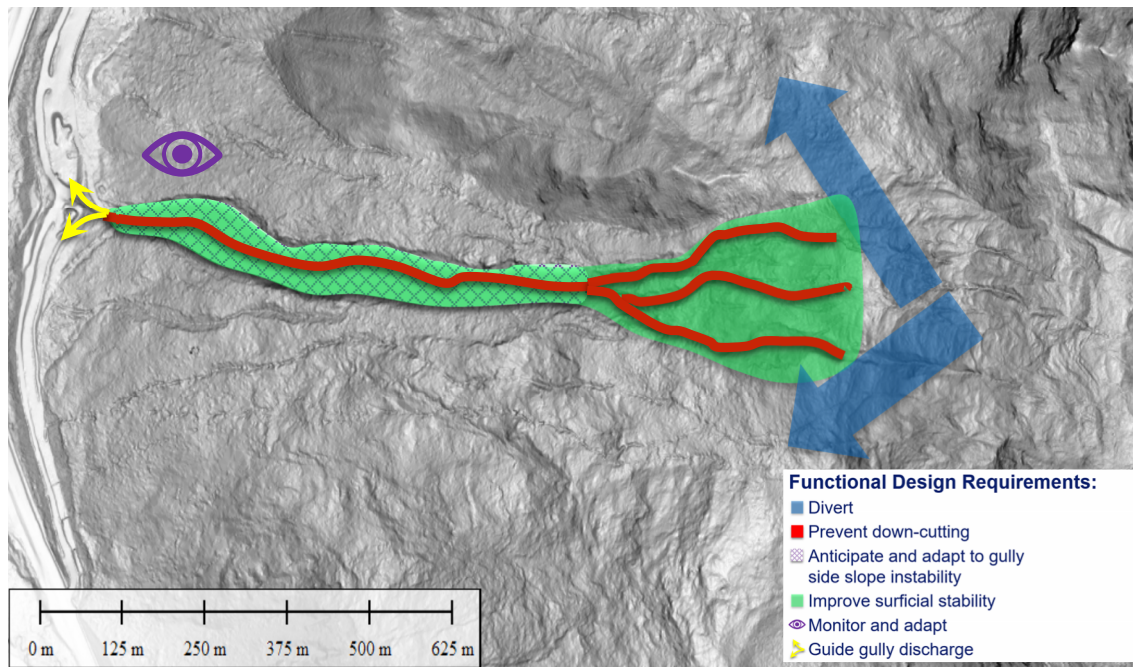 Functional Design Requirements:
Divert
Prevent down-cutting
Anticipate and adapt to gully
side slope instability
Improve surficial stability
Monitor and adapt
Guide gully discharge
0 m 125 m 250 m 375 m 500 m 625 m